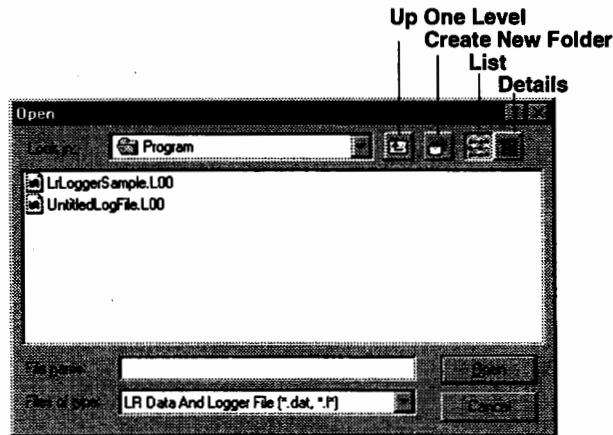 Up One Level
Create New Folder
List
Details
Open
Look in: Program
LrLoggerSample.L00
UntitledLogFile.L00
File name:
Open
Files of type: LR Data And Logger File (*.dat, *.l*)
Cancel